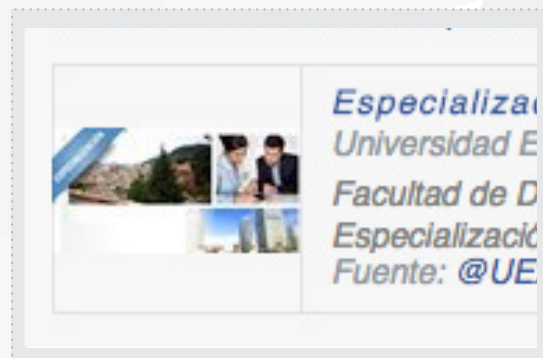 Especializa
Universidad E
Facultad de D
Especializació
Fuente: @UE